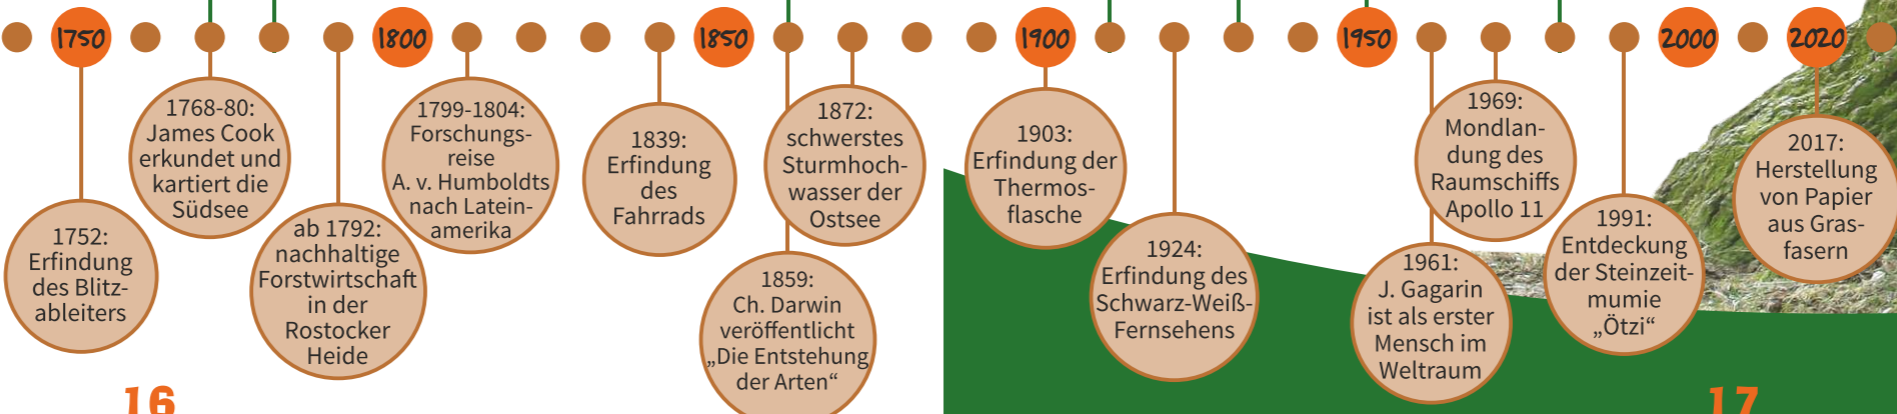 1750
1800
1850
1900
1950
2000
2020
1752:
Erfindung
des Blitz-
ableiters
1768-80:
James Cook
erkundet und
kartiert die
Südsee
ab 1792:
nachhaltige
Forstwirtschaft
in der
Rostocker
Heide
1799-1804:
Forschungs-
reise
A. v. Humboldts
nach Latein-
amerika
1839:
Erfindung
des
Fahrrads
1859:
Ch. Darwin
veröffentlicht
„Die Entstehung
der Arten“
1872:
schwerstes
Sturmhoch-
wasser der
Ostsee
1903:
Erfindung der
Thermos-
flasche
1924:
Erfindung des
Schwarz-Weiß-
Fernsehens
1961:
J. Gagarin
ist als erster
Mensch im
Weltraum
1969:
Mondlan-
dung des
Raumschiffs
Apollo 11
1991:
Entdeckung
der Steinzeit-
mumie
„Ötzi“
2017:
Herstellung
von Papier
aus Gras-
fasern
16
17